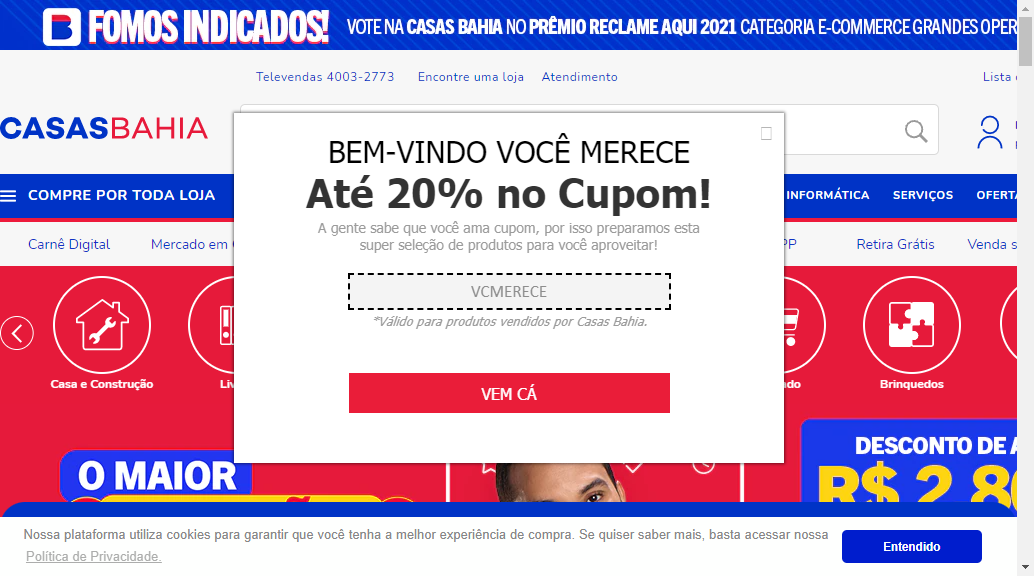 FOMOS INDICADOS! VOTE NA CASAS BAHIA NO PRÊMIO RECLAME AQUI 2021 CATEGORIA E-COMMERCE GRANDES OPER
Televendas 4003-2773 Encontre uma loja Atendimento Lista
CASASBAHIA
BEM-VINDO VOCÊ MERECE
Até 20% no Cupom!
A gente sabe que você ama cupom, por isso preparamos esta
super seleção de produtos para você aproveitar!
VCMERECE
*Válido para produtos vendidos por Casas Bahia.
VEM CÁ
COMPRE POR TODA LOJA INFORMÁTICA SERVIÇOS OFERTA
Carnê Digital Mercado em PP Retira Grátis Venda s
Casa e Construção Liv do Brinquedos
O MAIOR
DESCONTO DE A
R$ 2.80
Nossa plataforma utiliza cookies para garantir que você tenha a melhor experiência de compra. Se quiser saber mais, basta acessar nossa
Política de Privacidade.
Entendido